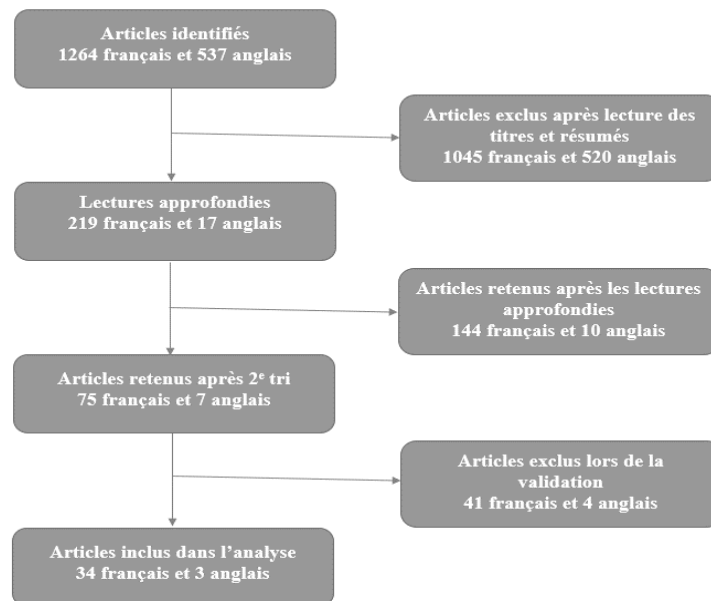 Articles identifiés
1264 français et 537 anglais
Articles exclus après lecture des
titres et résumés
1045 français et 520 anglais
Lectures approfondies
219 français et 17 anglais
Articles retenus après les lectures
approfondies
144 français et 10 anglais
Articles retenus après 2e tri
75 français et 7 anglais
Articles exclus lors de la
validation
41 français et 4 anglais
Articles inclus dans l'analyse
34 français et 3 anglais